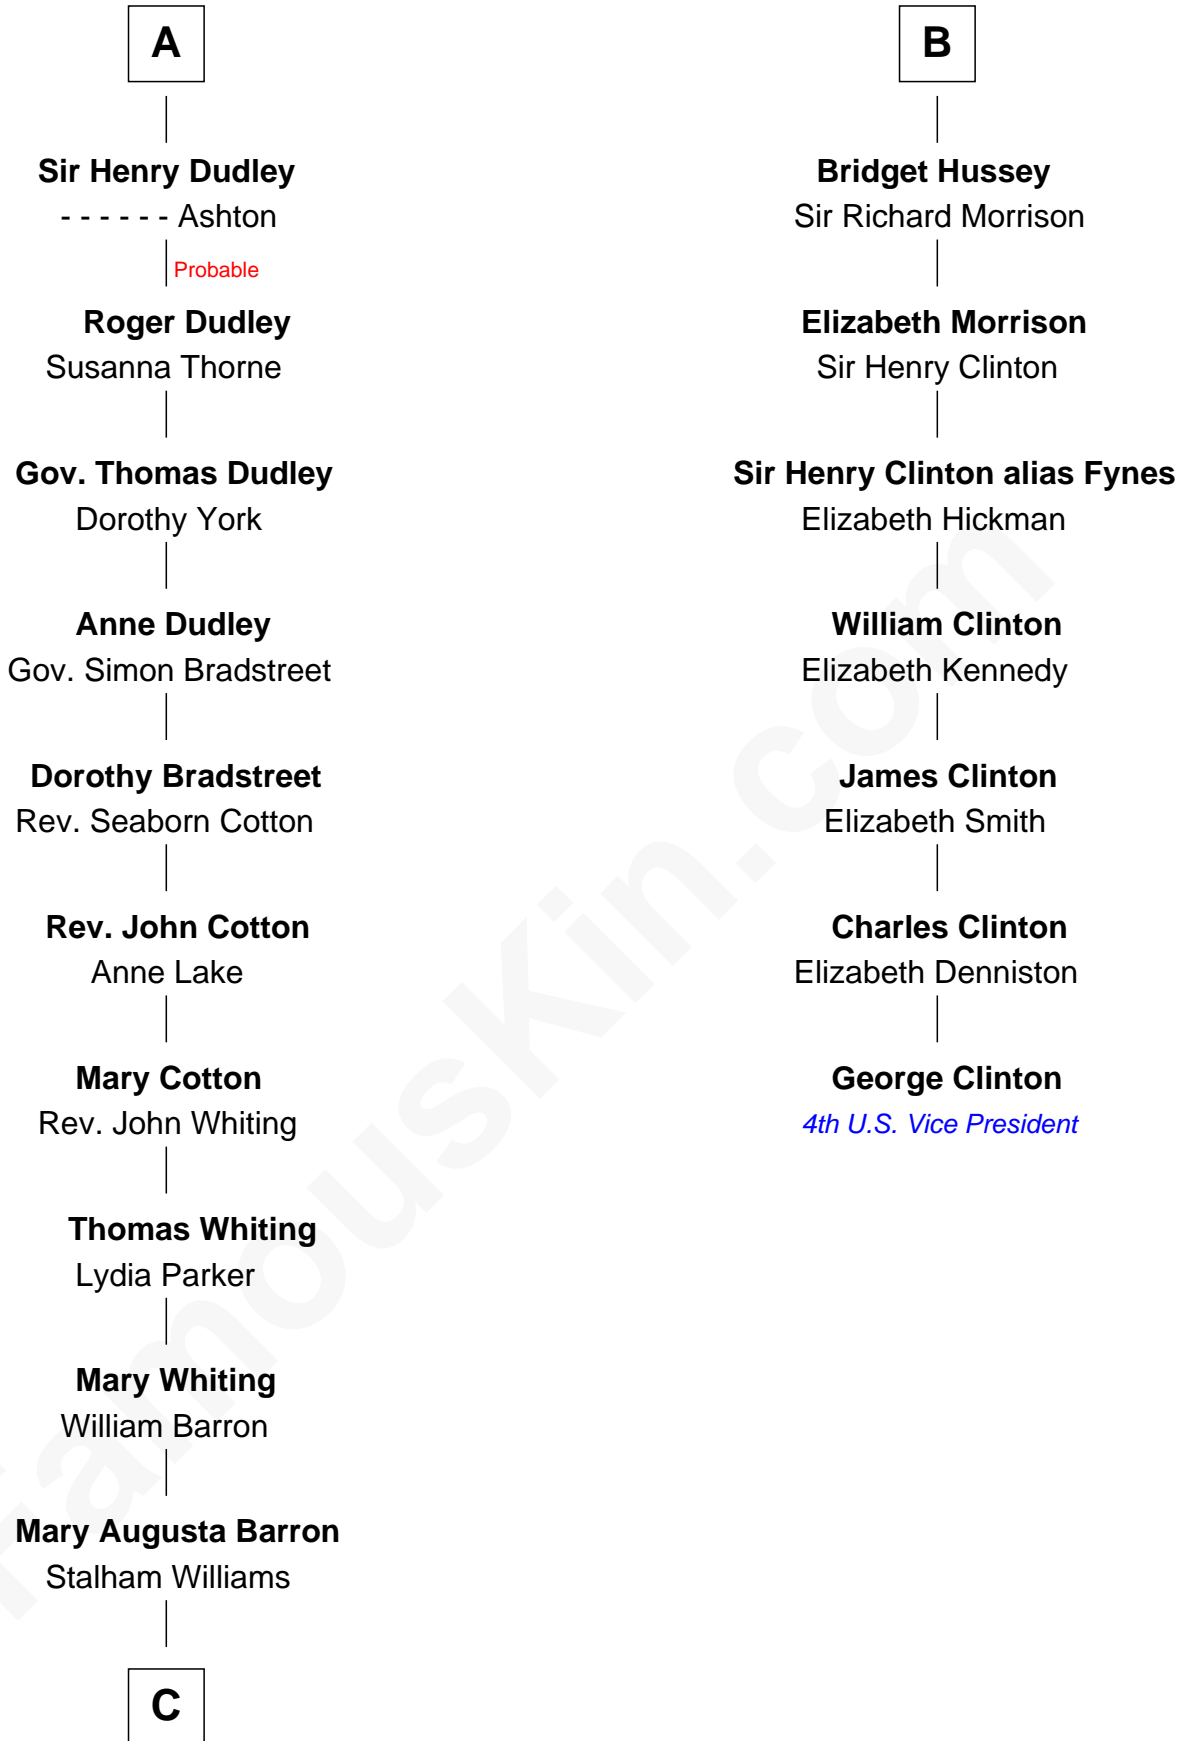 A
Sir Henry Dudley
- - - - - - Ashton
Probable
Roger Dudley
Susanna Thorne
Gov. Thomas Dudley
Dorothy York
Anne Dudley
Gov. Simon Bradstreet
Dorothy Bradstreet
Rev. Seaborn Cotton
Rev. John Cotton
Anne Lake
Mary Cotton
Rev. John Whiting
Thomas Whiting
Lydia Parker
Mary Whiting
William Barron
Mary Augusta Barron
Stalham Williams
C
B
Bridget Hussey
Sir Richard Morrison
Elizabeth Morrison
Sir Henry Clinton
Sir Henry Clinton alias Fynes
Elizabeth Hickman
William Clinton
Elizabeth Kennedy
James Clinton
Elizabeth Smith
Charles Clinton
Elizabeth Denniston
George Clinton
4th U.S. Vice President
FamousKin.com